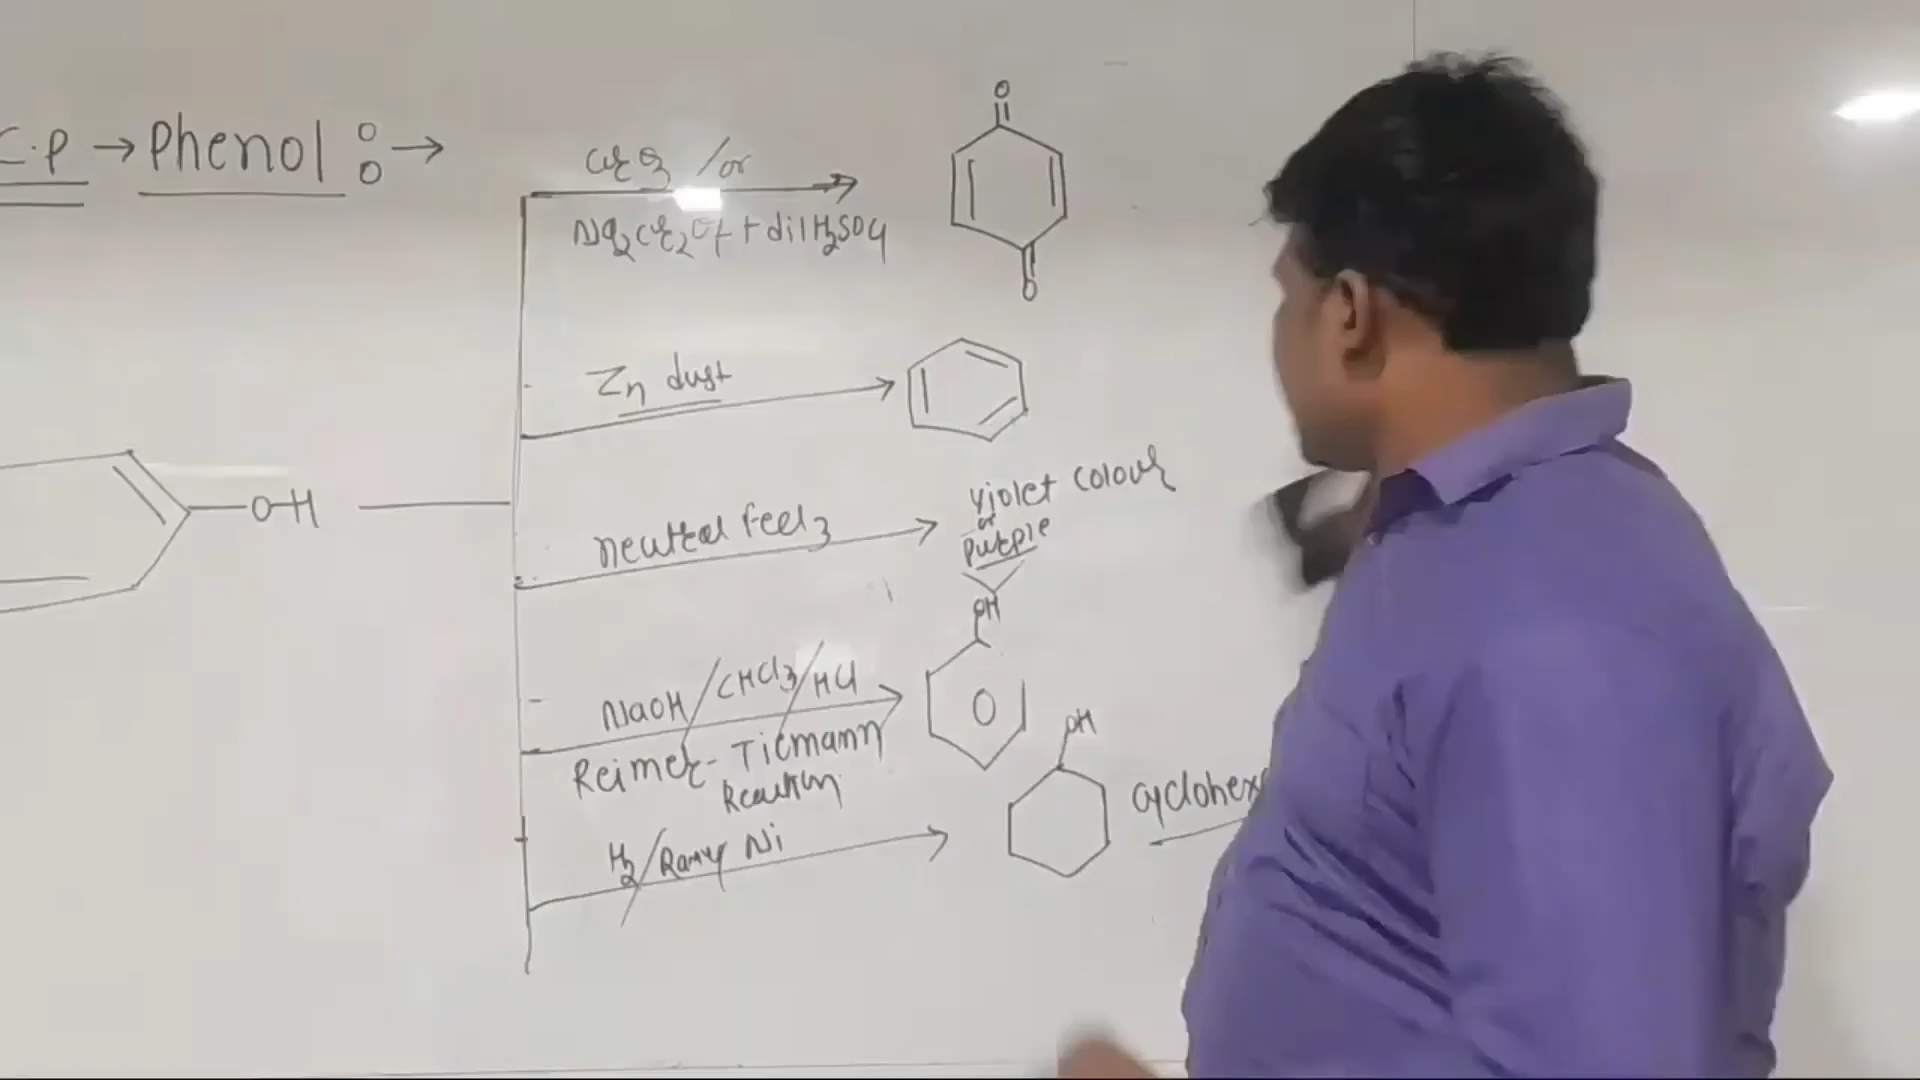 C.P → Phenol : →
CrO3 / or
Na2Cr2O7 + dil H2SO4
O
O
Zn dust
O-H
neutral FeCl3
violet colour
or
purple
OH
NaOH / CHCl3 / HCl
Reimer-Tiemann
Reaction
OH
cyclohex
H2 / Raney Ni